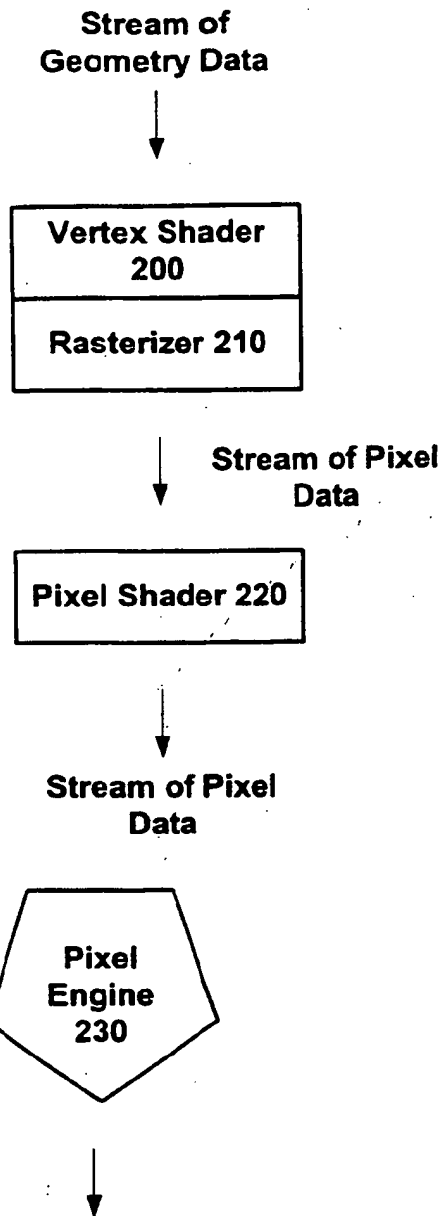 Stream of
Geometry Data
Vertex Shader
200
Rasterizer 210
Stream of Pixel
Data
Pixel Shader 220
Stream of Pixel
Data
Pixel
Engine
230